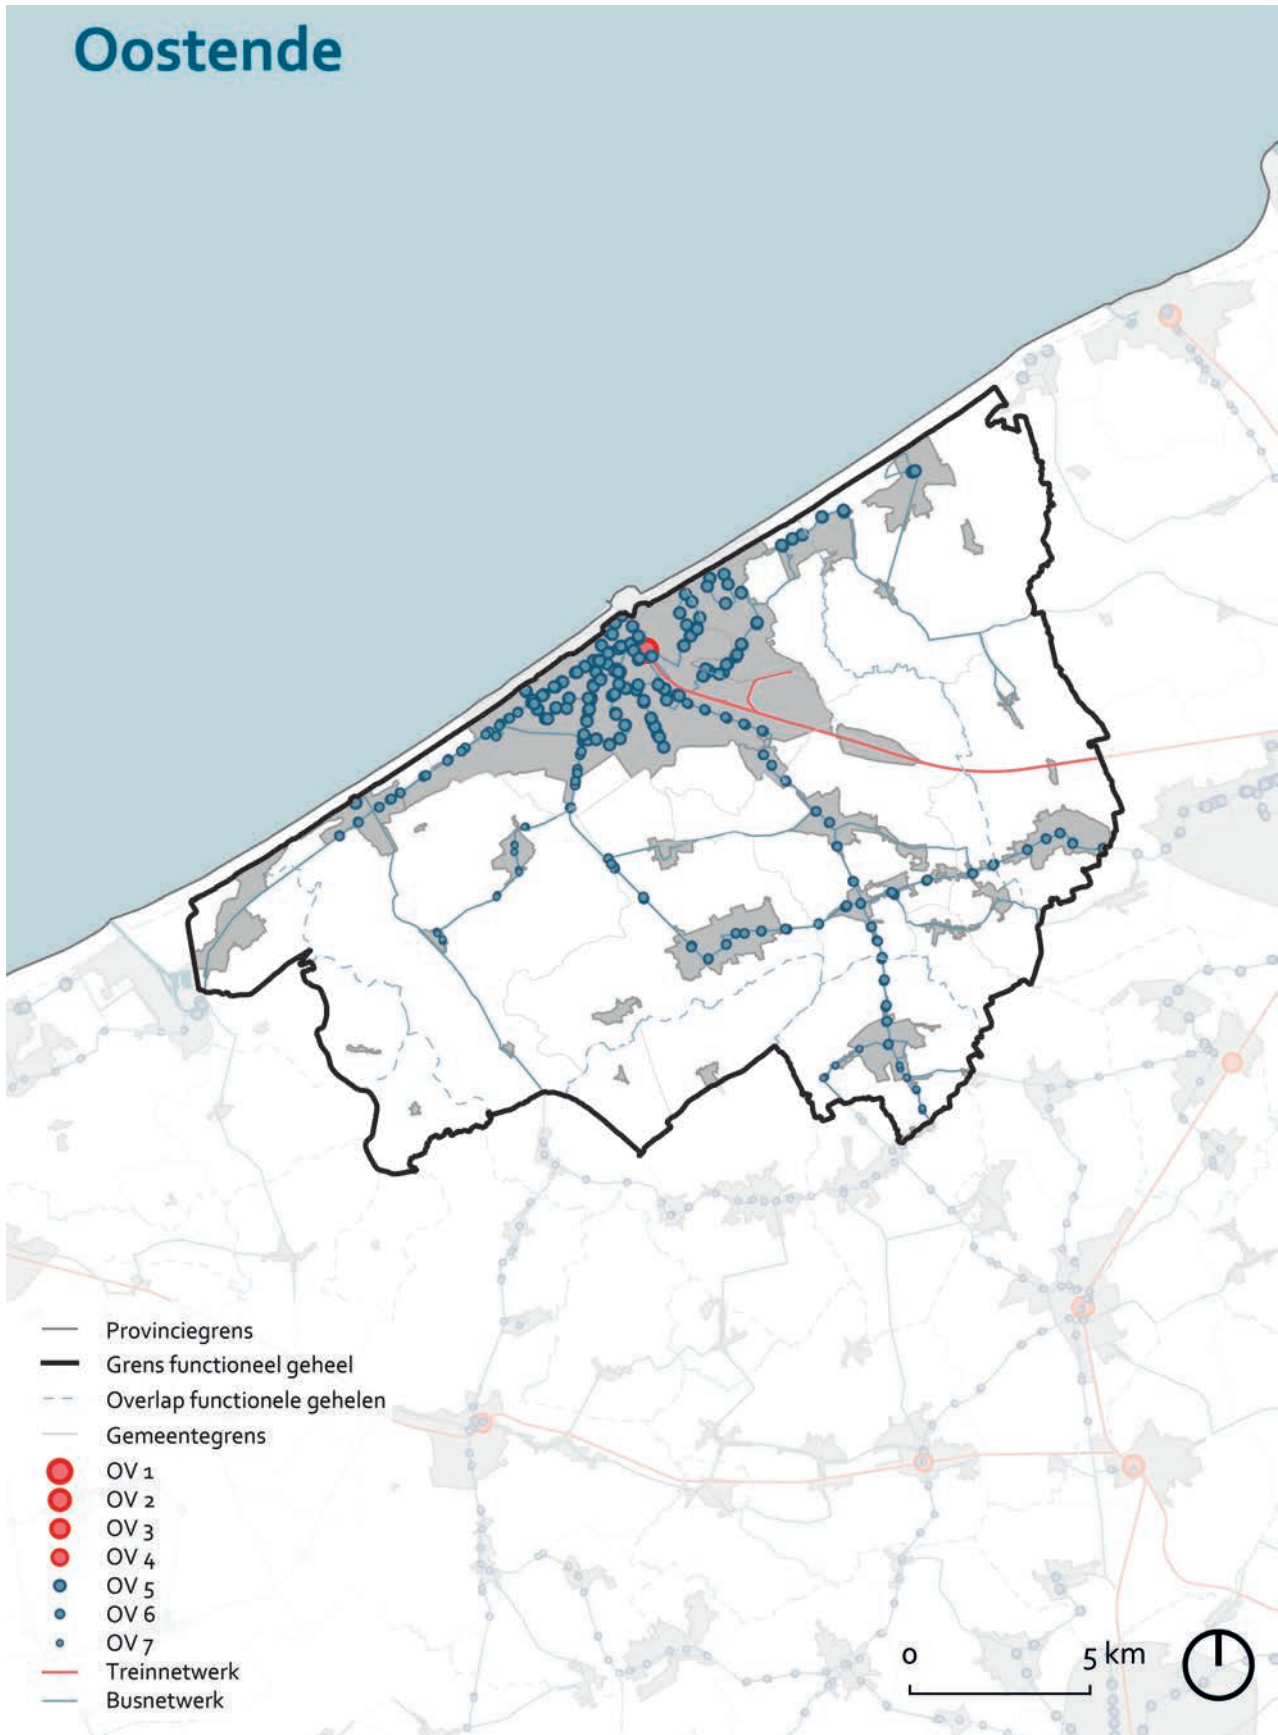 Oostende
Provinciegrens
Grens functioneel geheel
Overlap functionele gehelen
Gemeentegrens
OV 1
OV 2
OV 3
OV 4
OV 5
OV 6
OV 7
Treinnetwerk
Busnetwerk
0 5 km